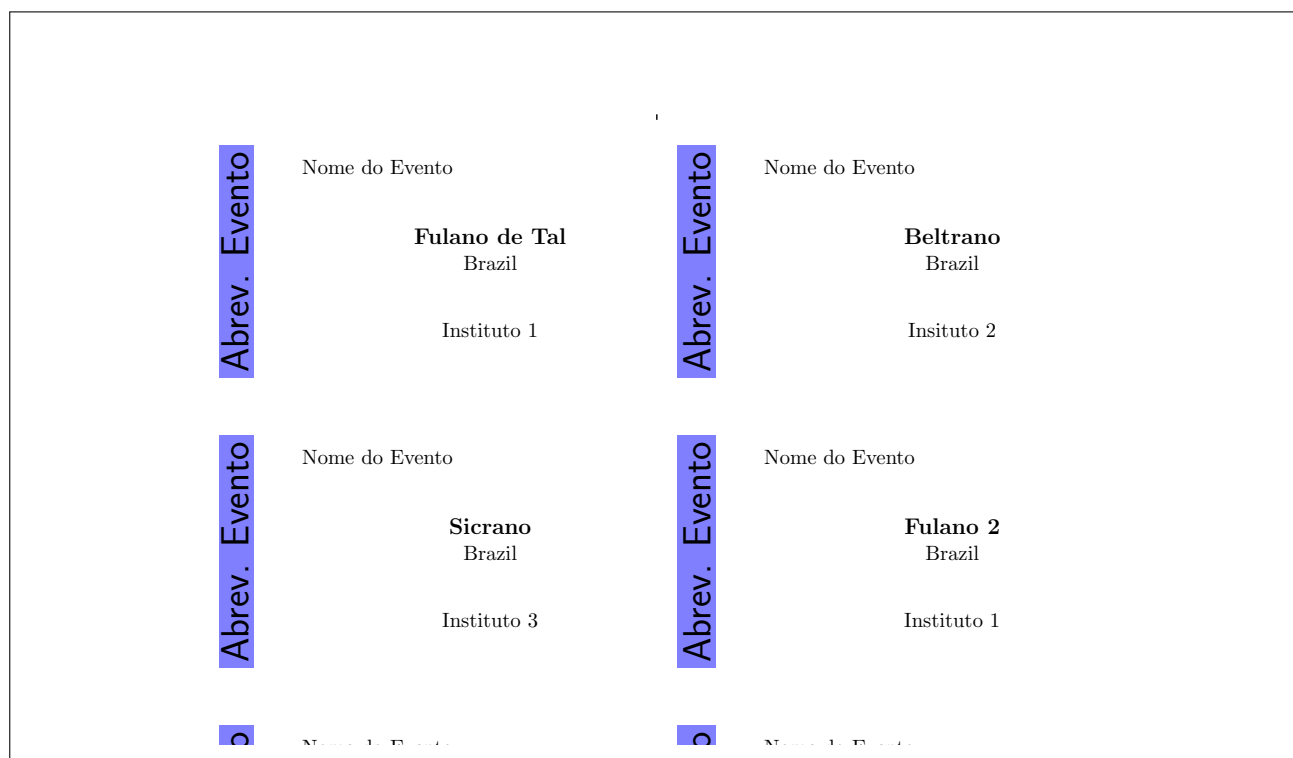 Abrev. Evento
Nome do Evento
Fulano de Tal
Brazil
Instituto 1
Abrev. Evento
Nome do Evento
Beltrano
Brazil
Insituto 2
Abrev. Evento
Nome do Evento
Sicrano
Brazil
Instituto 3
Abrev. Evento
Nome do Evento
Fulano 2
Brazil
Instituto 1